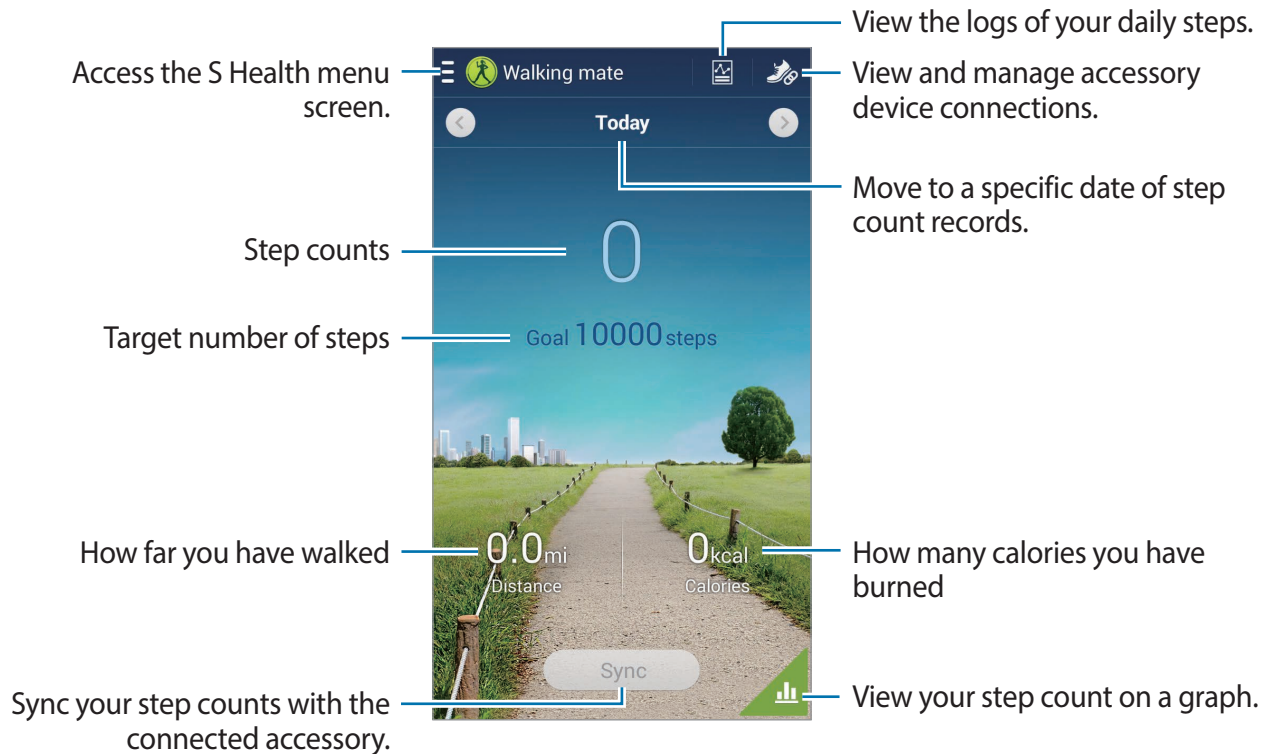 View the logs of your daily steps.
Access the S Health menu
screen.
Walking mate
View and manage accessory
device connections.
Today
Move to a specific date of step
count records.
Step counts
0
Target number of steps
Goal 10000 steps
How far you have walked
0.0mi
Distance
0kcal
Calories
How many calories you have
burned
Sync
Sync your step counts with the
connected accessory.
View your step count on a graph.